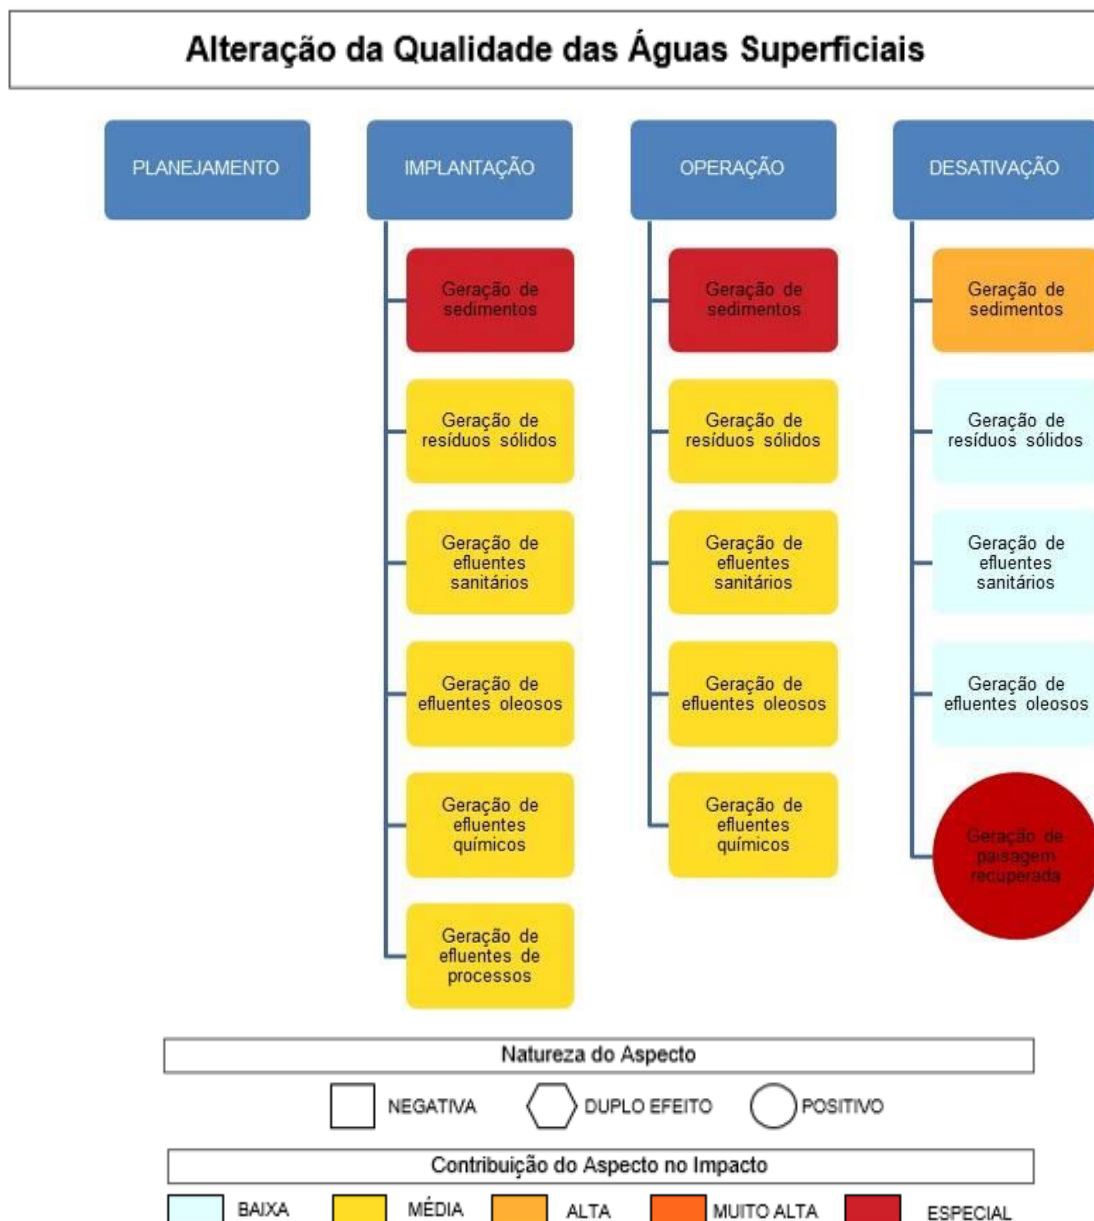 Alteração da Qualidade das Águas Superficiais
PLANEJAMENTO
IMPLANTAÇÃO
OPERAÇÃO
DESATIVAÇÃO
Geração de
sedimentos
Geração de
resíduos sólidos
Geração de
efluentes
sanitários
Geração de
efluentes oleosos
Geração de
efluentes
químicos
Geração de
efluentes de
processos
Geração de
sedimentos
Geração de
resíduos sólidos
Geração de
efluentes
sanitários
Geração de
efluentes oleosos
Geração de
efluentes
químicos
Geração de
sedimentos
Geração de
resíduos sólidos
Geração de
efluentes
sanitários
Geração de
efluentes oleosos
Geração de
paisagem
recuperada
Natureza do Aspecto
NEGATIVA
DUPLO EFEITO
POSITIVO
Contribuição do Aspecto no Impacto
BAIXA
MÉDIA
ALTA
MUITO ALTA
ESPECIAL